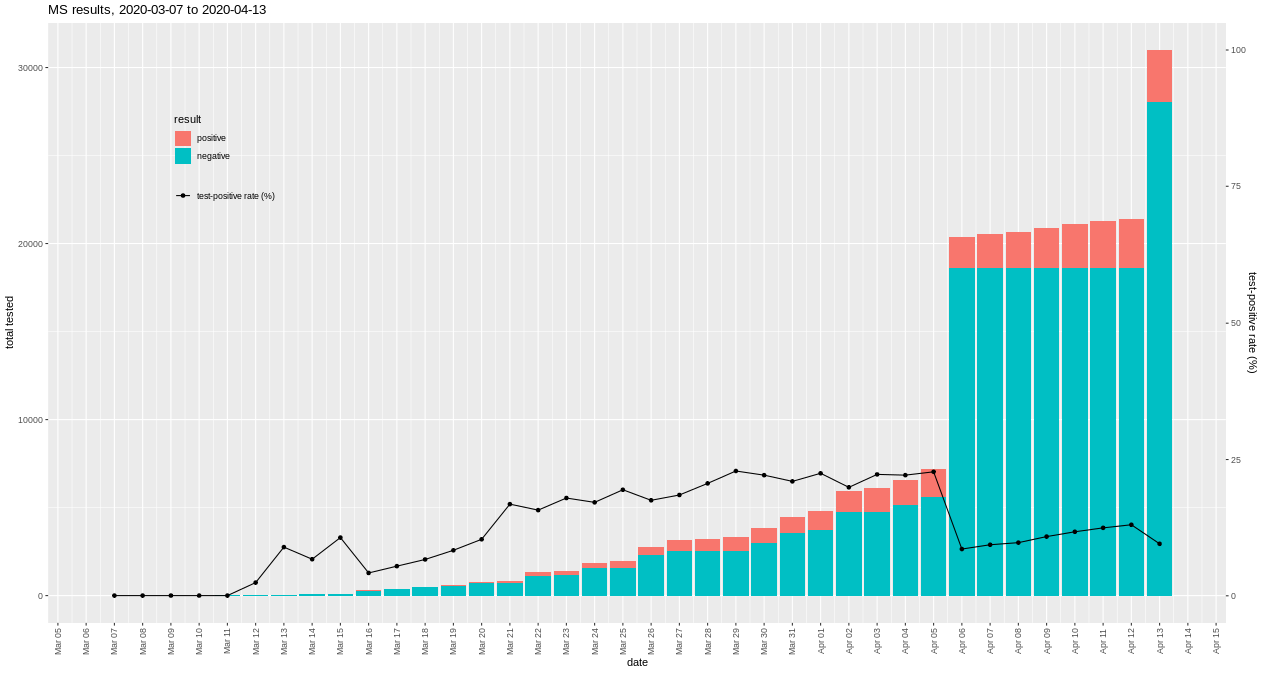 MS results, 2020-03-07 to 2020-04-13
total tested
30000
20000
10000
0
result
positive
negative
test-positive rate (%)
100
75
50
25
0
test-positive rate (%)
Mar 05
Mar 06
Mar 07
Mar 08
Mar 09
Mar 10
Mar 11
Mar 12
Mar 13
Mar 14
Mar 15
Mar 16
Mar 17
Mar 18
Mar 19
Mar 20
Mar 21
Mar 22
Mar 23
Mar 24
Mar 25
Mar 26
Mar 27
Mar 28
Mar 29
Mar 30
Mar 31
Apr 01
Apr 02
Apr 03
Apr 04
Apr 05
Apr 06
Apr 07
Apr 08
Apr 09
Apr 10
Apr 11
Apr 12
Apr 13
Apr 14
Apr 15
date